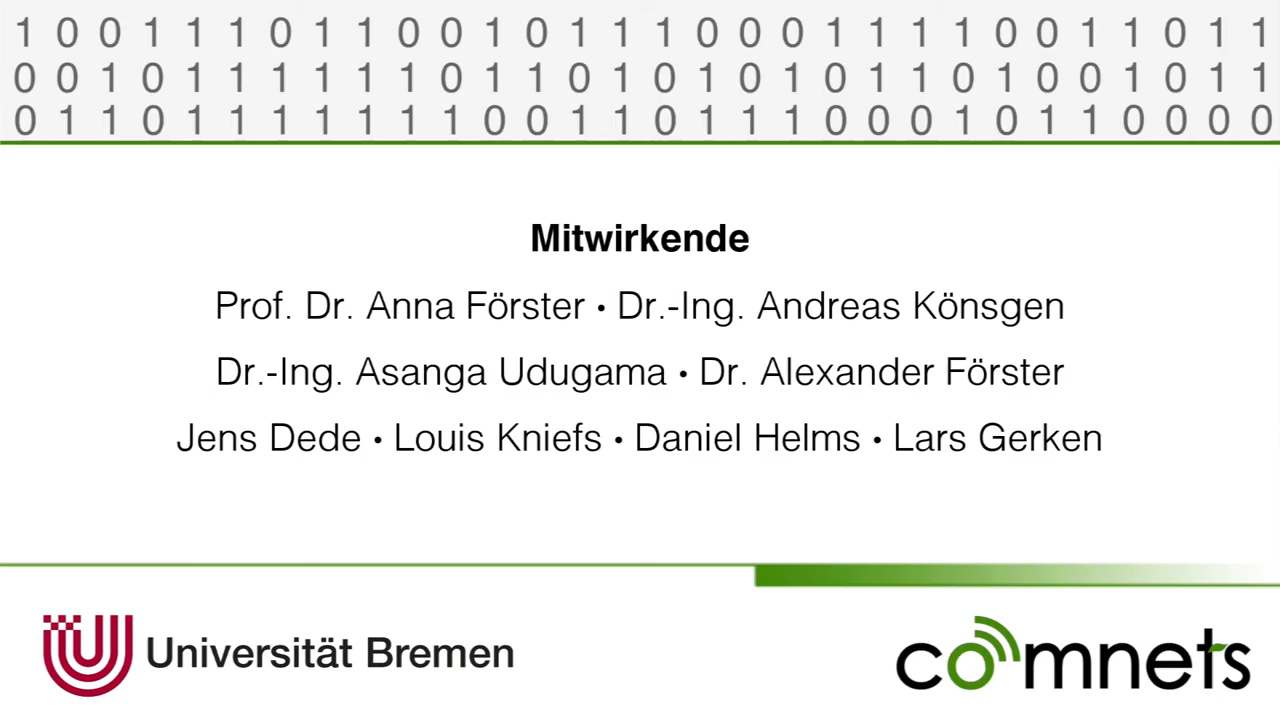 1 0 0 1 1 1 0 1 1 0 0 1 0 1 1 1 0 0 0 1 1 1 1 0 0 1 1 0 1 1
0 0 1 0 1 1 1 1 1 1 0 1 1 0 1 0 1 0 1 0 1 1 0 1 0 0 1 0 1 1
0 1 1 0 1 1 1 1 1 1 1 0 0 1 1 0 1 1 1 0 0 0 1 0 1 1 0 0 0 0
Mitwirkende
Prof. Dr. Anna Förster • Dr.-Ing. Andreas Könsgen
Dr.-Ing. Asanga Udugama • Dr. Alexander Förster
Jens Dede • Louis Kniefs • Daniel Helms • Lars Gerken
Universität Bremen
comnets